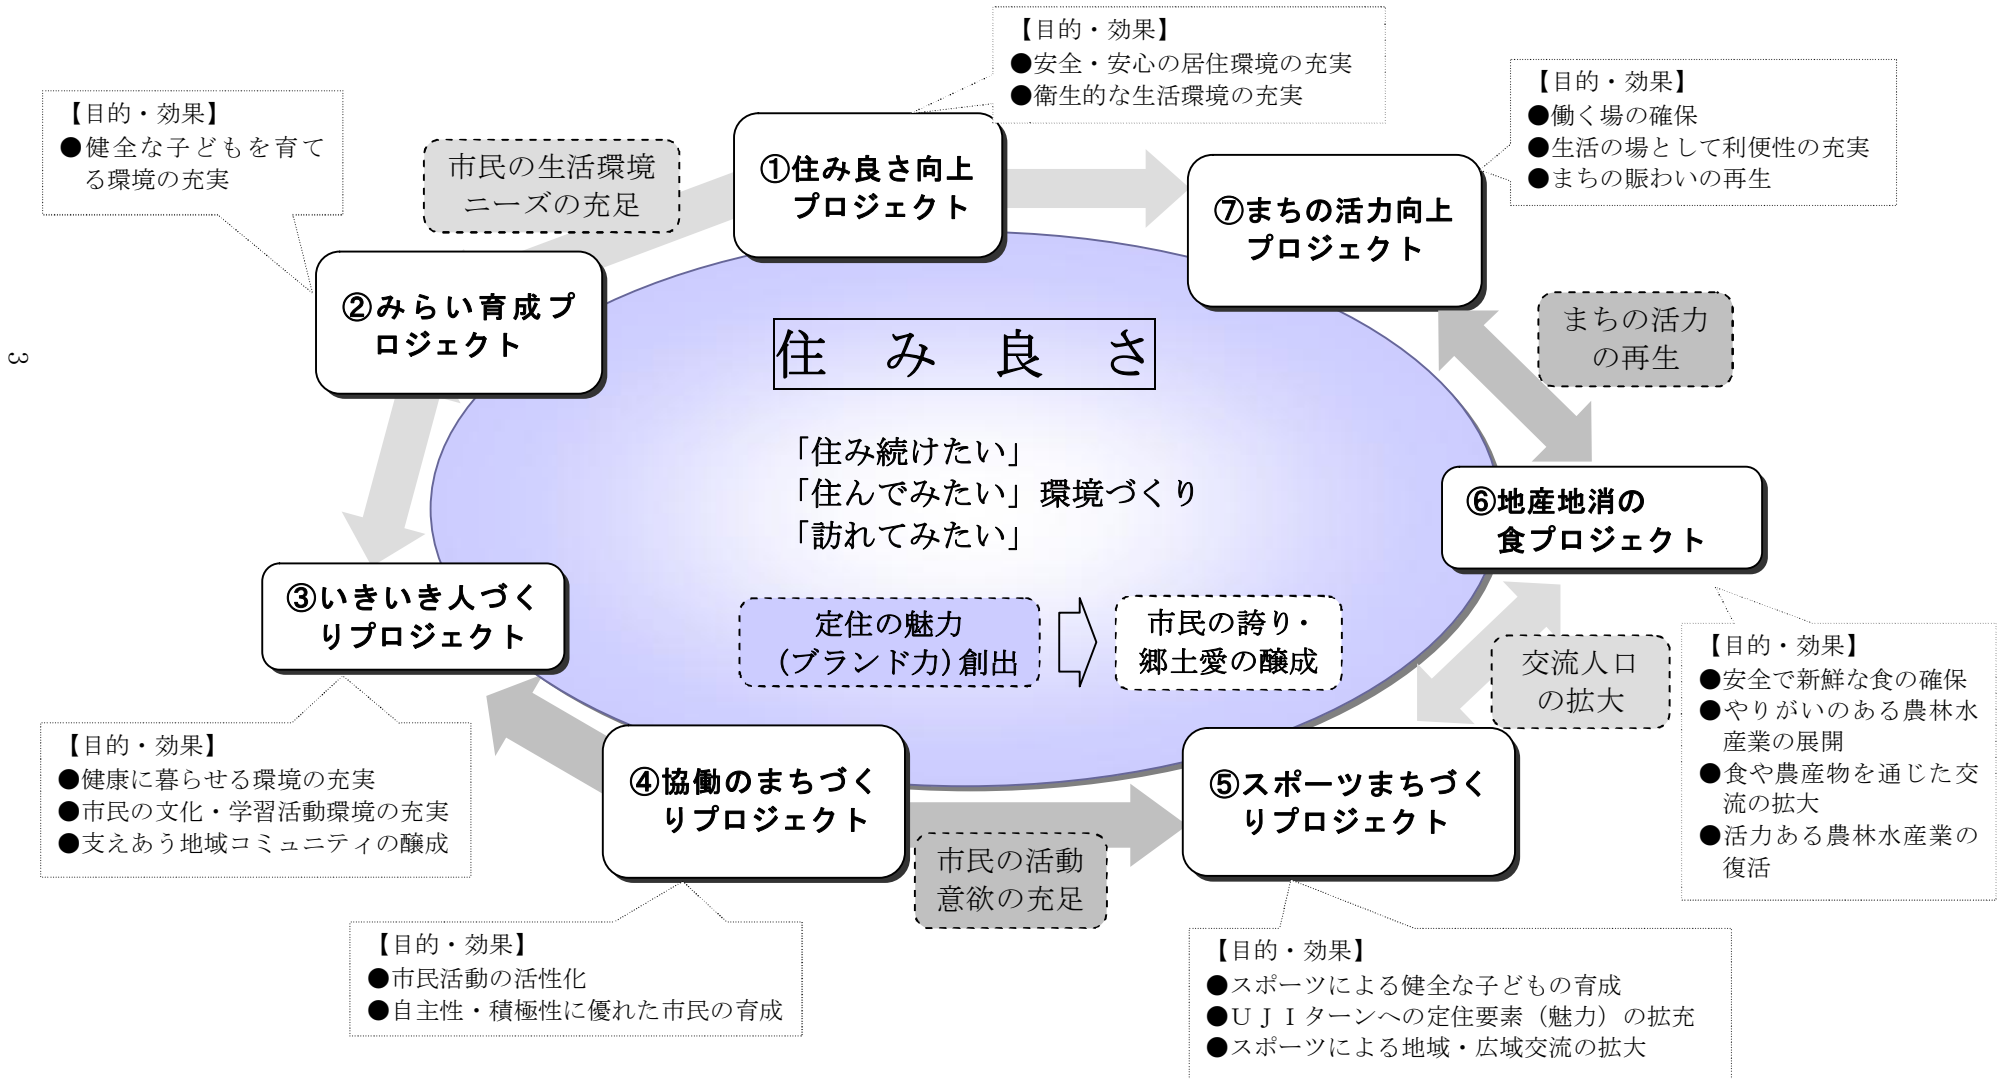 【目的・効果】
●安全・安心の居住環境の充実
●衛生的な生活環境の充実
【目的・効果】
●働く場の確保
●生活の場として利便性の充実
●まちの賑わいの再生
【目的・効果】
●健全な子どもを育て
る環境の充実
市民の生活環境
ニーズの充足
①住み良さ向上
プロジェクト
⑦まちの活力向上
プロジェクト
②みらい育成プ
ロジェクト
まちの活力
の再生
住み良さ
3
「住み続けたい」
「住んでみたい」環境づくり
「訪れてみたい」
⑥地産地消の
食プロジェクト
③いきいき人づく
りプロジェクト
定住の魅力
(ブランド力)創出
市民の誇り・
郷土愛の醸成
交流人口
の拡大
【目的・効果】
●安全で新鮮な食の確保
●やりがいのある農林水
産業の展開
●食や農産物を通じた交
流の拡大
●活力ある農林水産業の
復活
【目的・効果】
●健康に暮らせる環境の充実
●市民の文化・学習活動環境の充実
●支えあう地域コミュニティの醸成
④協働のまちづく
りプロジェクト
⑤スポーツまちづく
りプロジェクト
市民の活動
意欲の充足
【目的・効果】
●市民活動の活性化
●自主性・積極性に優れた市民の育成
【目的・効果】
●スポーツによる健全な子どもの育成
●ＵＪＩターンへの定住要素（魅力）の拡充
●スポーツによる地域・広域交流の拡大